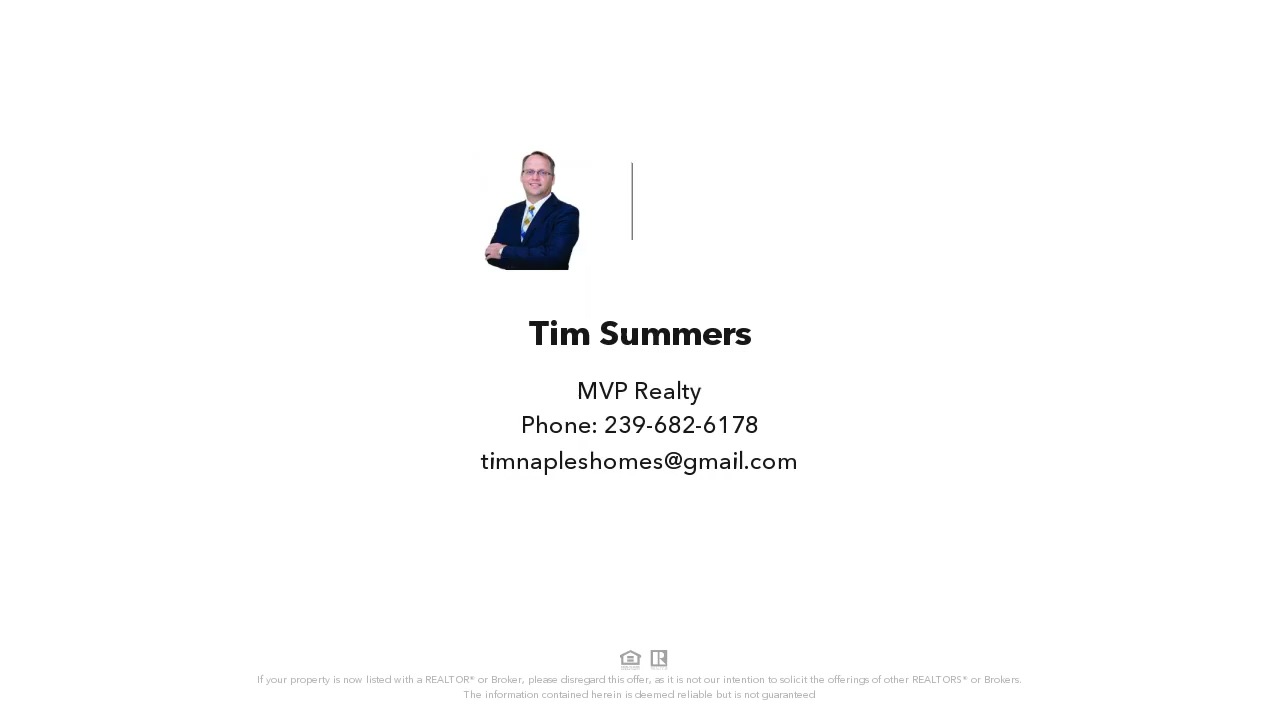 Tim Summers
MVP Realty
Phone: 239-682-6178
timnapleshomes@gmail.com
If your property is now listed with a REALTOR® or Broker, please disregard this offer, as it is not our intention to solicit the offerings of other REALTORS® or Brokers.
The information contained herein is deemed reliable but is not guaranteed